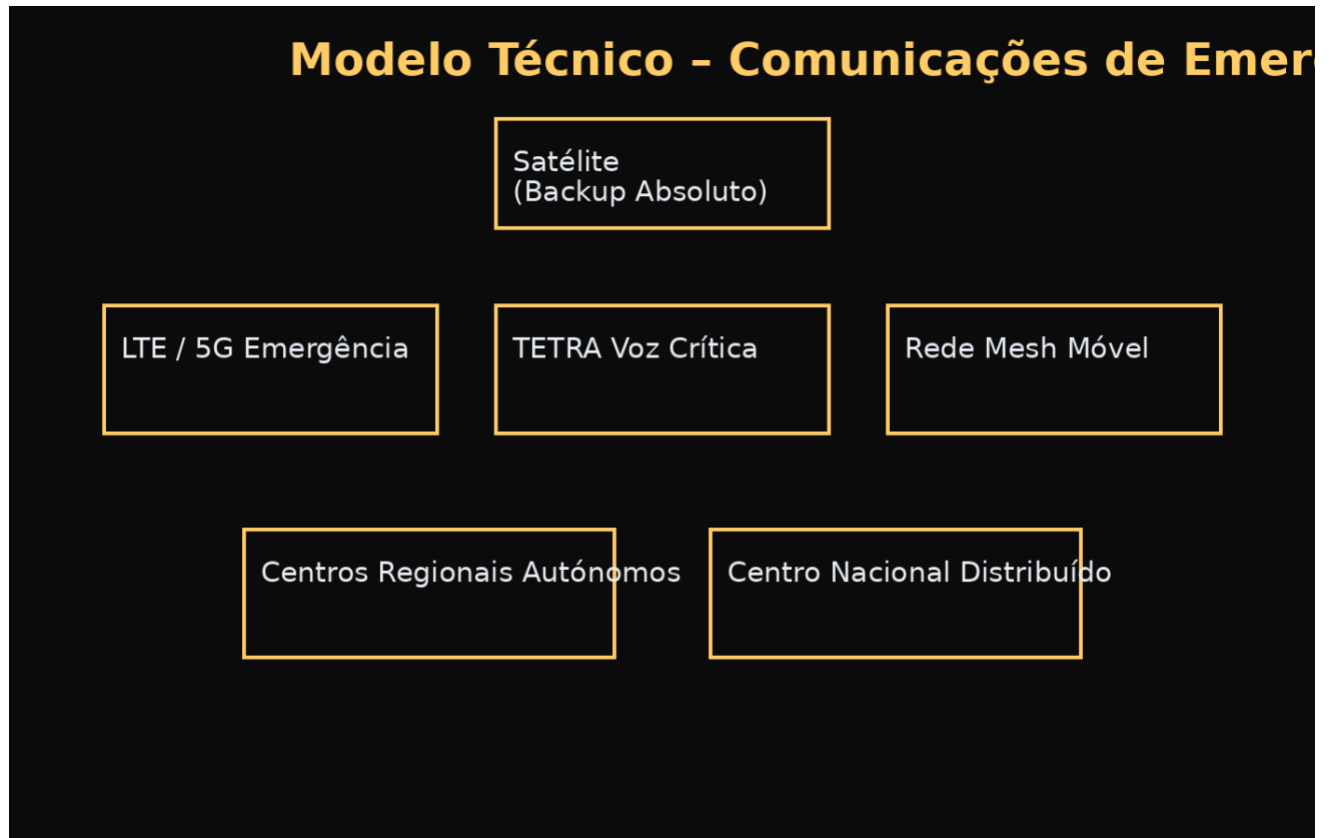 Modelo Técnico – Comunicações de
Satélite
(Backup Absoluto)
LTE / 5G Emergência
TETRA Voz Crítica
Rede Mesh Móvel
Centros Regionais Autónomos
Centro Nacional Distribuído